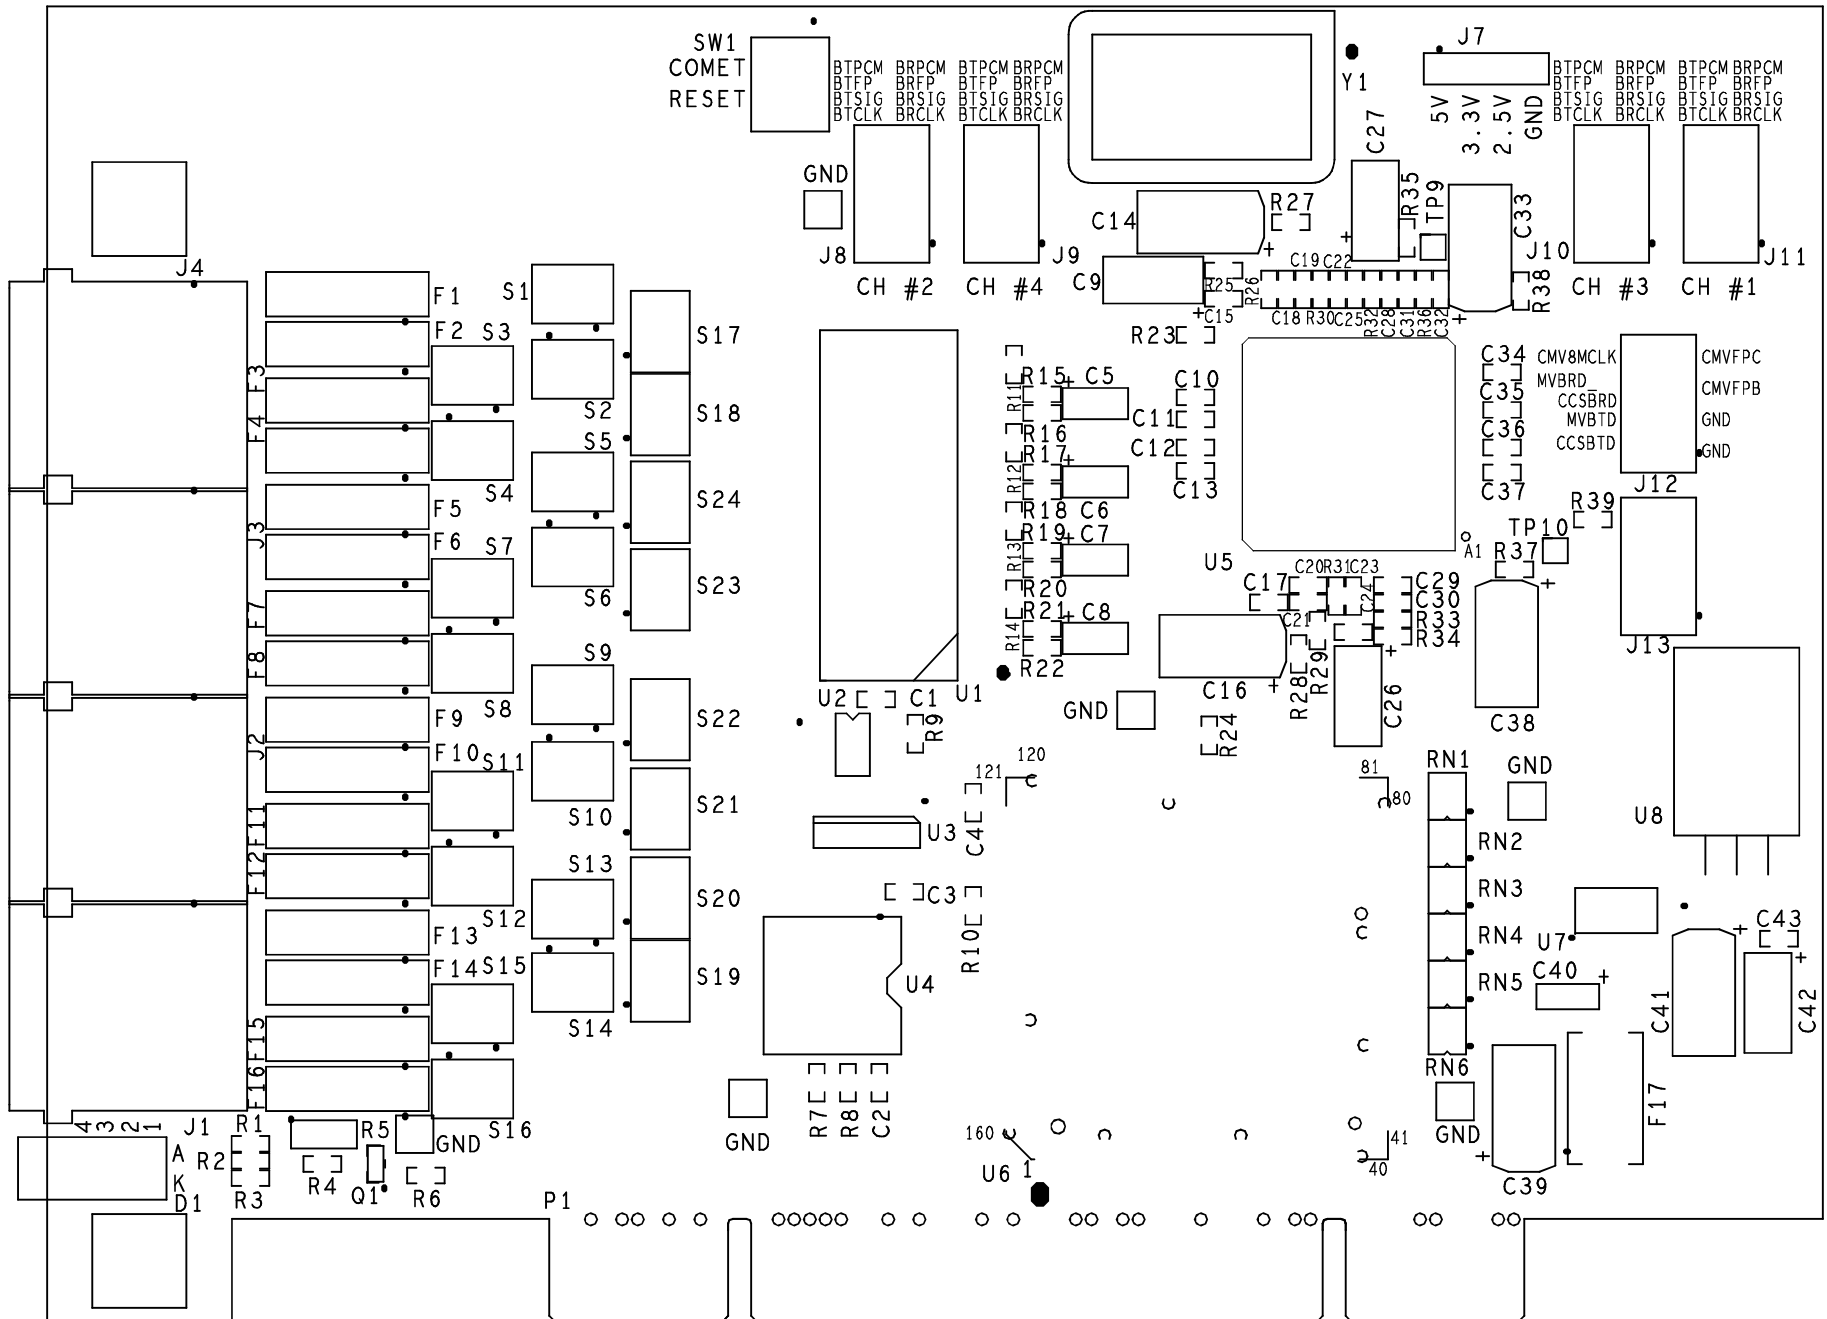 SW1
COMET
RESET
BTPCM BRPCM BTPCM BRPCM
BTFP BRFP BTFP BRFP
BTSIG BRSIG BTSIG BRSIG
BTCLK BRCLK BTCLK BRCLK
Y1
J7
5V
3.3V
2.5V
GND
BTPCM BRPCM BTPCM BRPCM
BTFP BRFP BTFP BRFP
BTSIG BRSIG BTSIG BRSIG
BTCLK BRCLK BTCLK BRCLK
GND
J8
CH #2
J9
CH #4
C14
R27
C27
R35
TP9
C33
J10
CH #3
J11
CH #1
C9
R25
C15
R26
C19
C22
C18
R30
C25
R32
C28
C31
R36
C32
R38
R23
J4
F1
F2
F3
F4
S1
S3
S2
S5
S4
S17
S18
S24
S23
J3
F5
F6
F7
F8
S7
S6
S9
S8
S22
J2
F9
F10
F11
F12
S11
S10
S13
S12
S21
S20
S19
F13
F14
F15
F16
S15
S14
S16
R15
C5
R11
R16
R17
R12
R18
C6
R19
C7
R13
R20
R21
C8
R14
R22
C10
C11
C12
C13
C34
C35
C36
C37
CMV8MCLK
MVBRD_
CCSBRD
MVBTD
CCSBTD
CMVFPC
CMVFPB
GND
GND
J12
R39
TP10
R37
A1
U5
C17
C20
R31
C23
C21
C24
C29
C30
R33
R34
J13
C16
R28
R29
C26
C38
U2
C1
U1
R9
GND
R24
121
120
81
80
RN1
GND
U8
RN2
RN3
RN4
RN5
RN6
U3
C4
C3
R10
U4
U7
C40
C43
C41
C42
F17
R7
R8
C2
GND
160
U6
1
41
40
GND
C39
4
3
2
1
J1
A
K
D1
R1
R2
R3
R5
R4
Q1
GND
R6
P1